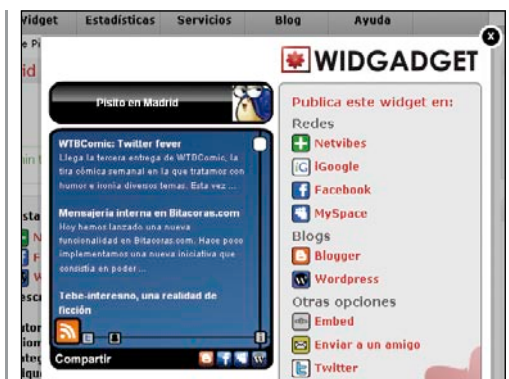 Widget Estadísticas Servicios Blog Ayuda
x
WIDGADGET
Pisito en Madrid
WTBComic: Twitter fever
Llega la tercera entrega de WTBComic, la
tira cómica semanal en la que tratamos con
humor e ironía diversos temas. Esta vez ...
Mensajería interna en Bitacoras.com
Hoy hemos lanzado una nueva
funcionalidad en Bitacoras.com. Hace poco
implementamos una nueva iniciativa que
consistía en poder ...
Tebe-interesno, una realidad de
ficción
Compartir
Publica este widget en:
Redes
Netvibes
iGoogle
Facebook
MySpace
Blogs
Blogger
Wordpress
Otras opciones
Embed
Enviar a un amigo
Twitter